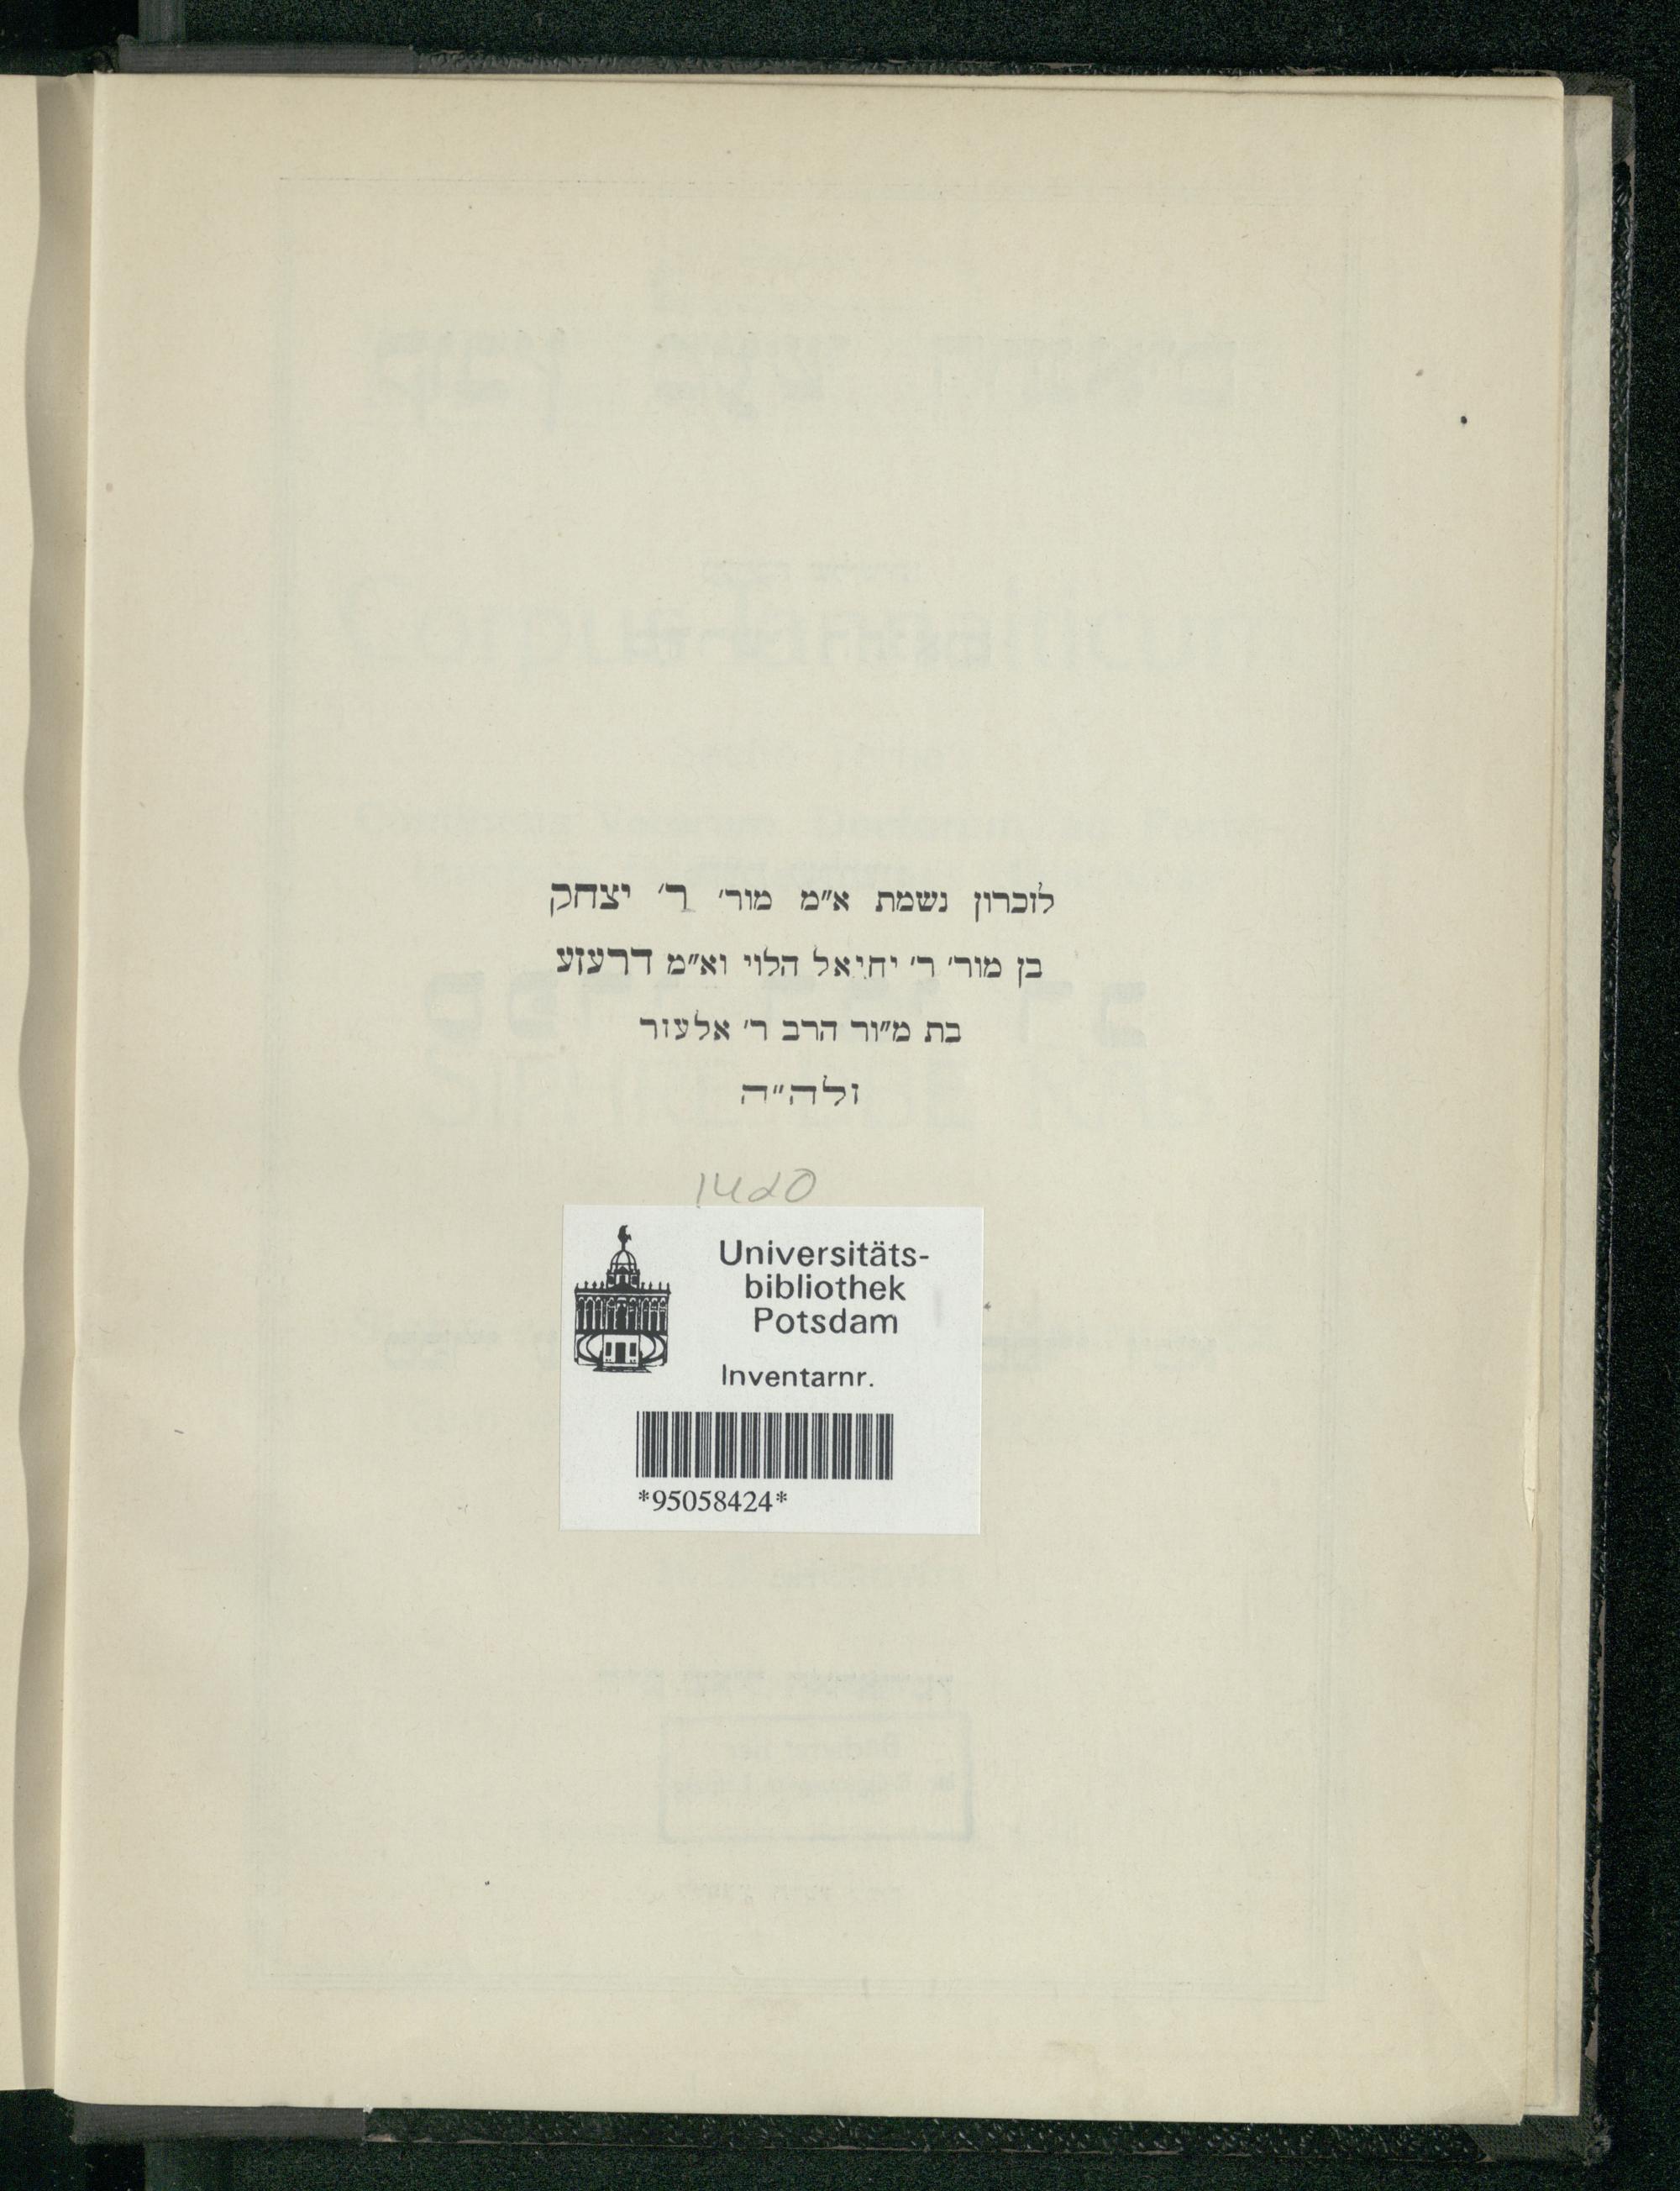 לזכרון נשמת א״מ מור׳ ר׳ יצחק
בן מור׳ ר׳ יחיאל הלוי וא״מ דרעזע
בת מ״ור הרב ר׳ אלעזר
זלה״ה
1420
Universitäts-
bibliothek
Potsdam
Inventarnr.
*95058424*